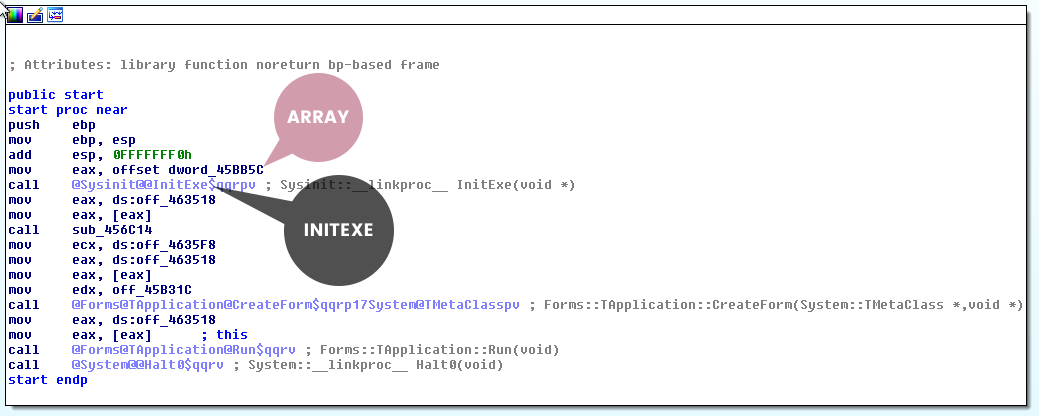 ; Attributes: library function noreturn bp-based frame
public start
start proc near
push ebp
mov ebp, esp
add esp, 0FFFFFFF0h
mov eax, offset dword_45BB5C
call @Sysinit@@InitExe$qqrpv ; Sysinit::__linkproc__ InitExe(void *)
mov eax, ds:off_463518
mov eax, [eax]
call sub_456C14
mov ecx, ds:off_4635F8
mov eax, ds:off_463518
mov eax, [eax]
mov edx, off_45B31C
call @Forms@TApplication@CreateForm$qqrp17System@TMetaClasspv ; Forms::TApplication::CreateForm(System::TMetaClass *,void *)
mov eax, ds:off_463518
mov eax, [eax] ; this
call @Forms@TApplication@Run$qqrv ; Forms::TApplication::Run(void)
call @System@@Halt0$qqrv ; System::__linkproc__ Halt0(void)
start endp
ARRAY
INITEXE